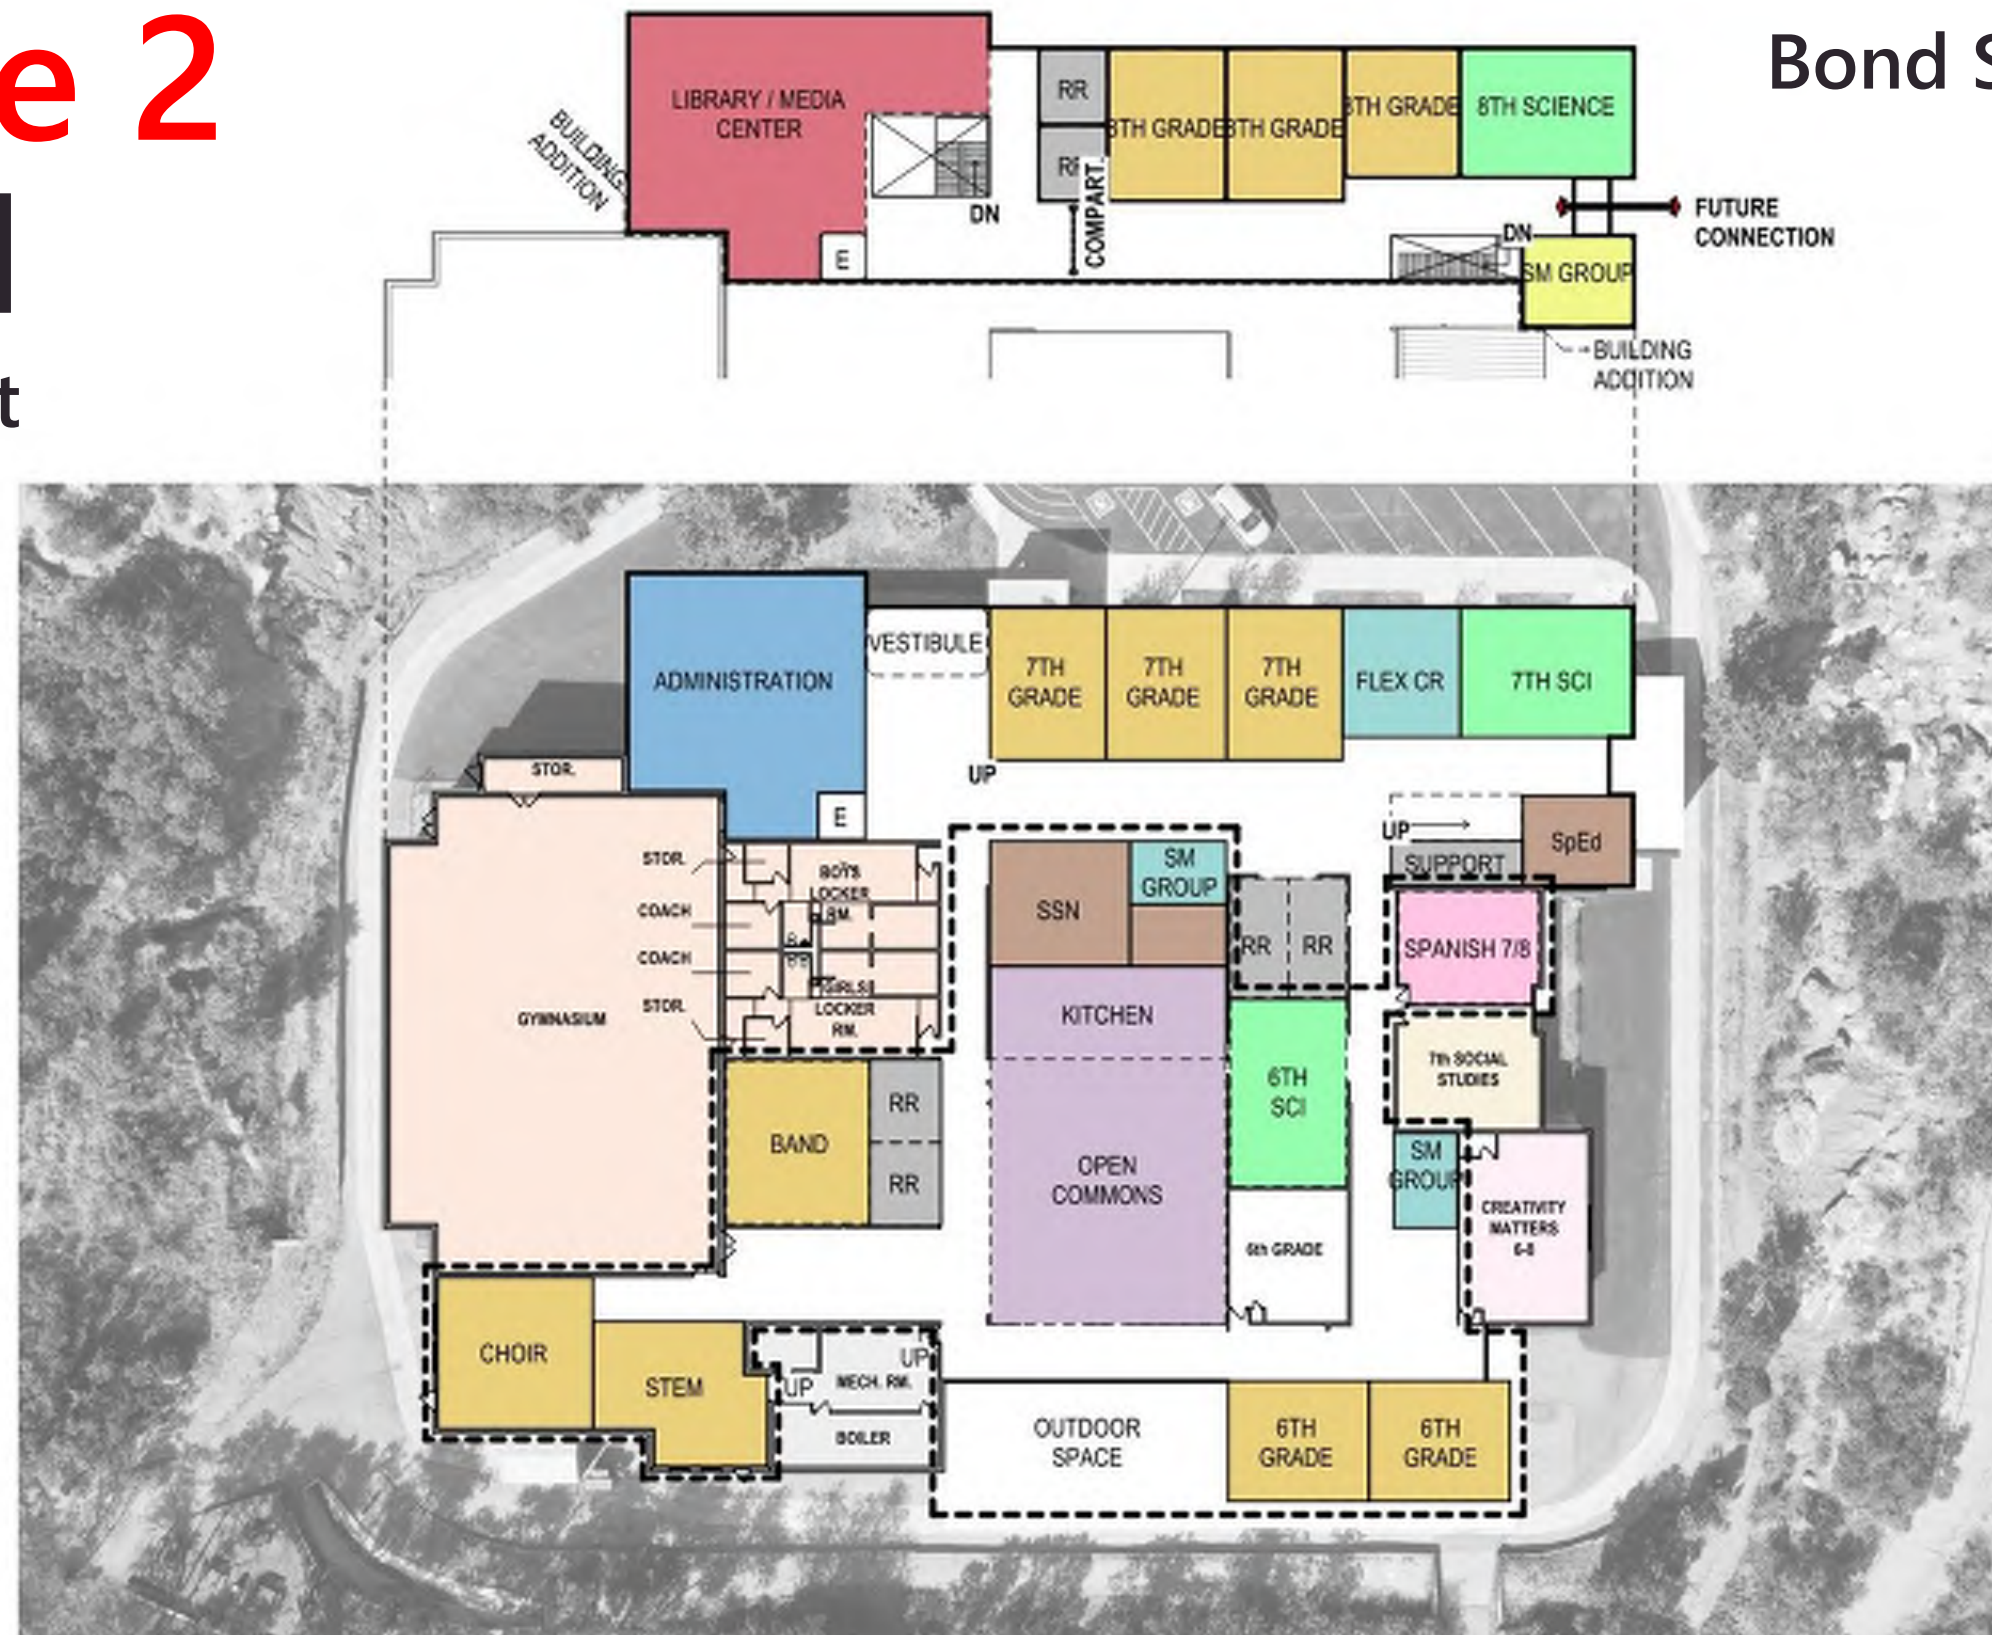 e 2
Bond S
l
t
LIBRARY / MEDIA
CENTER
BUILDING
ADDITION
RR
RR
8TH GRADE
8TH GRADE
8TH GRADE
8TH SCIENCE
DN
COMPART.
E
DN
FUTURE
CONNECTION
SM GROUP
BUILDING
ADDITION
ADMINISTRATION
VESTIBULE
7TH
GRADE
7TH
GRADE
7TH
GRADE
FLEX CR
7TH SCI
STOR.
UP
E
UP
SUPPORT
SpEd
STOR.
BOYS
LOCKER
RM.
COACH
COACH
STOR.
GIRLS
LOCKER
RM.
GYMNASIUM
SSN
SM
GROUP
RR
RR
SPANISH 7/8
KITCHEN
6TH
SCI
7th SOCIAL
STUDIES
BAND
RR
RR
OPEN
COMMONS
SM
GROUP
CREATIVITY
MATTERS
6-8
6th GRADE
CHOIR
STEM
UP
UP
MECH. RM.
BOILER
OUTDOOR
SPACE
6TH
GRADE
6TH
GRADE